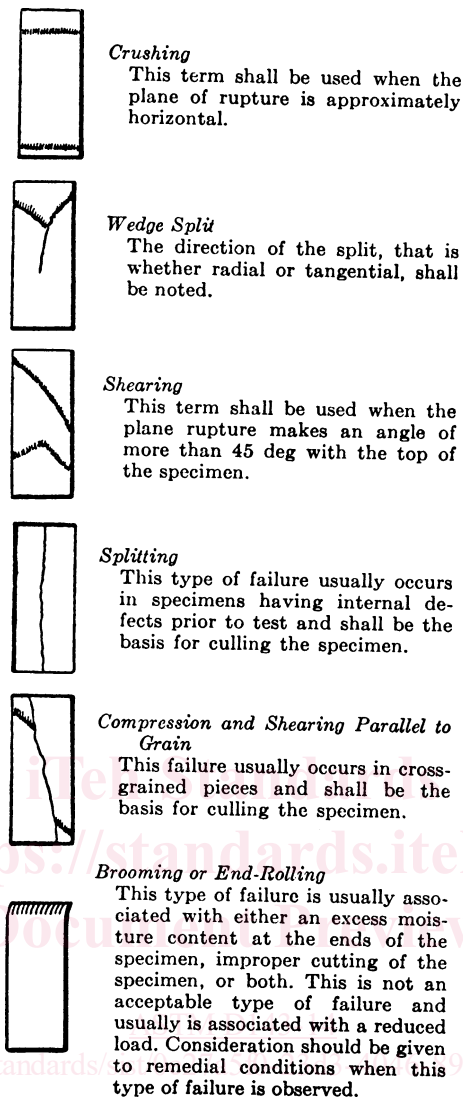 Crushing
This term shall be used when the
plane of rupture is approximately
horizontal.
Wedge Split
The direction of the split, that is
whether radial or tangential, shall
be noted.
Shearing
This term shall be used when the
plane rupture makes an angle of
more than 45 deg with the top of
the specimen.
Splitting
This type of failure usually occurs
in specimens having internal de-
fects prior to test and shall be the
basis for culling the specimen.
Compression and Shearing Parallel to
Grain
This failure usually occurs in cross-
grained pieces and shall be the
basis for culling the specimen.
iTeh Standards
ps://standards.iteh
Document Preview
Brooming or End-Rolling
This type of failure is usually asso-
ciated with either an excess mois-
ture content at the ends of the
specimen, improper cutting of the
specimen, or both. This is not an
acceptable type of failure and
usually is associated with a reduced
load. Consideration should be given
to remedial conditions when this
type of failure is observed.